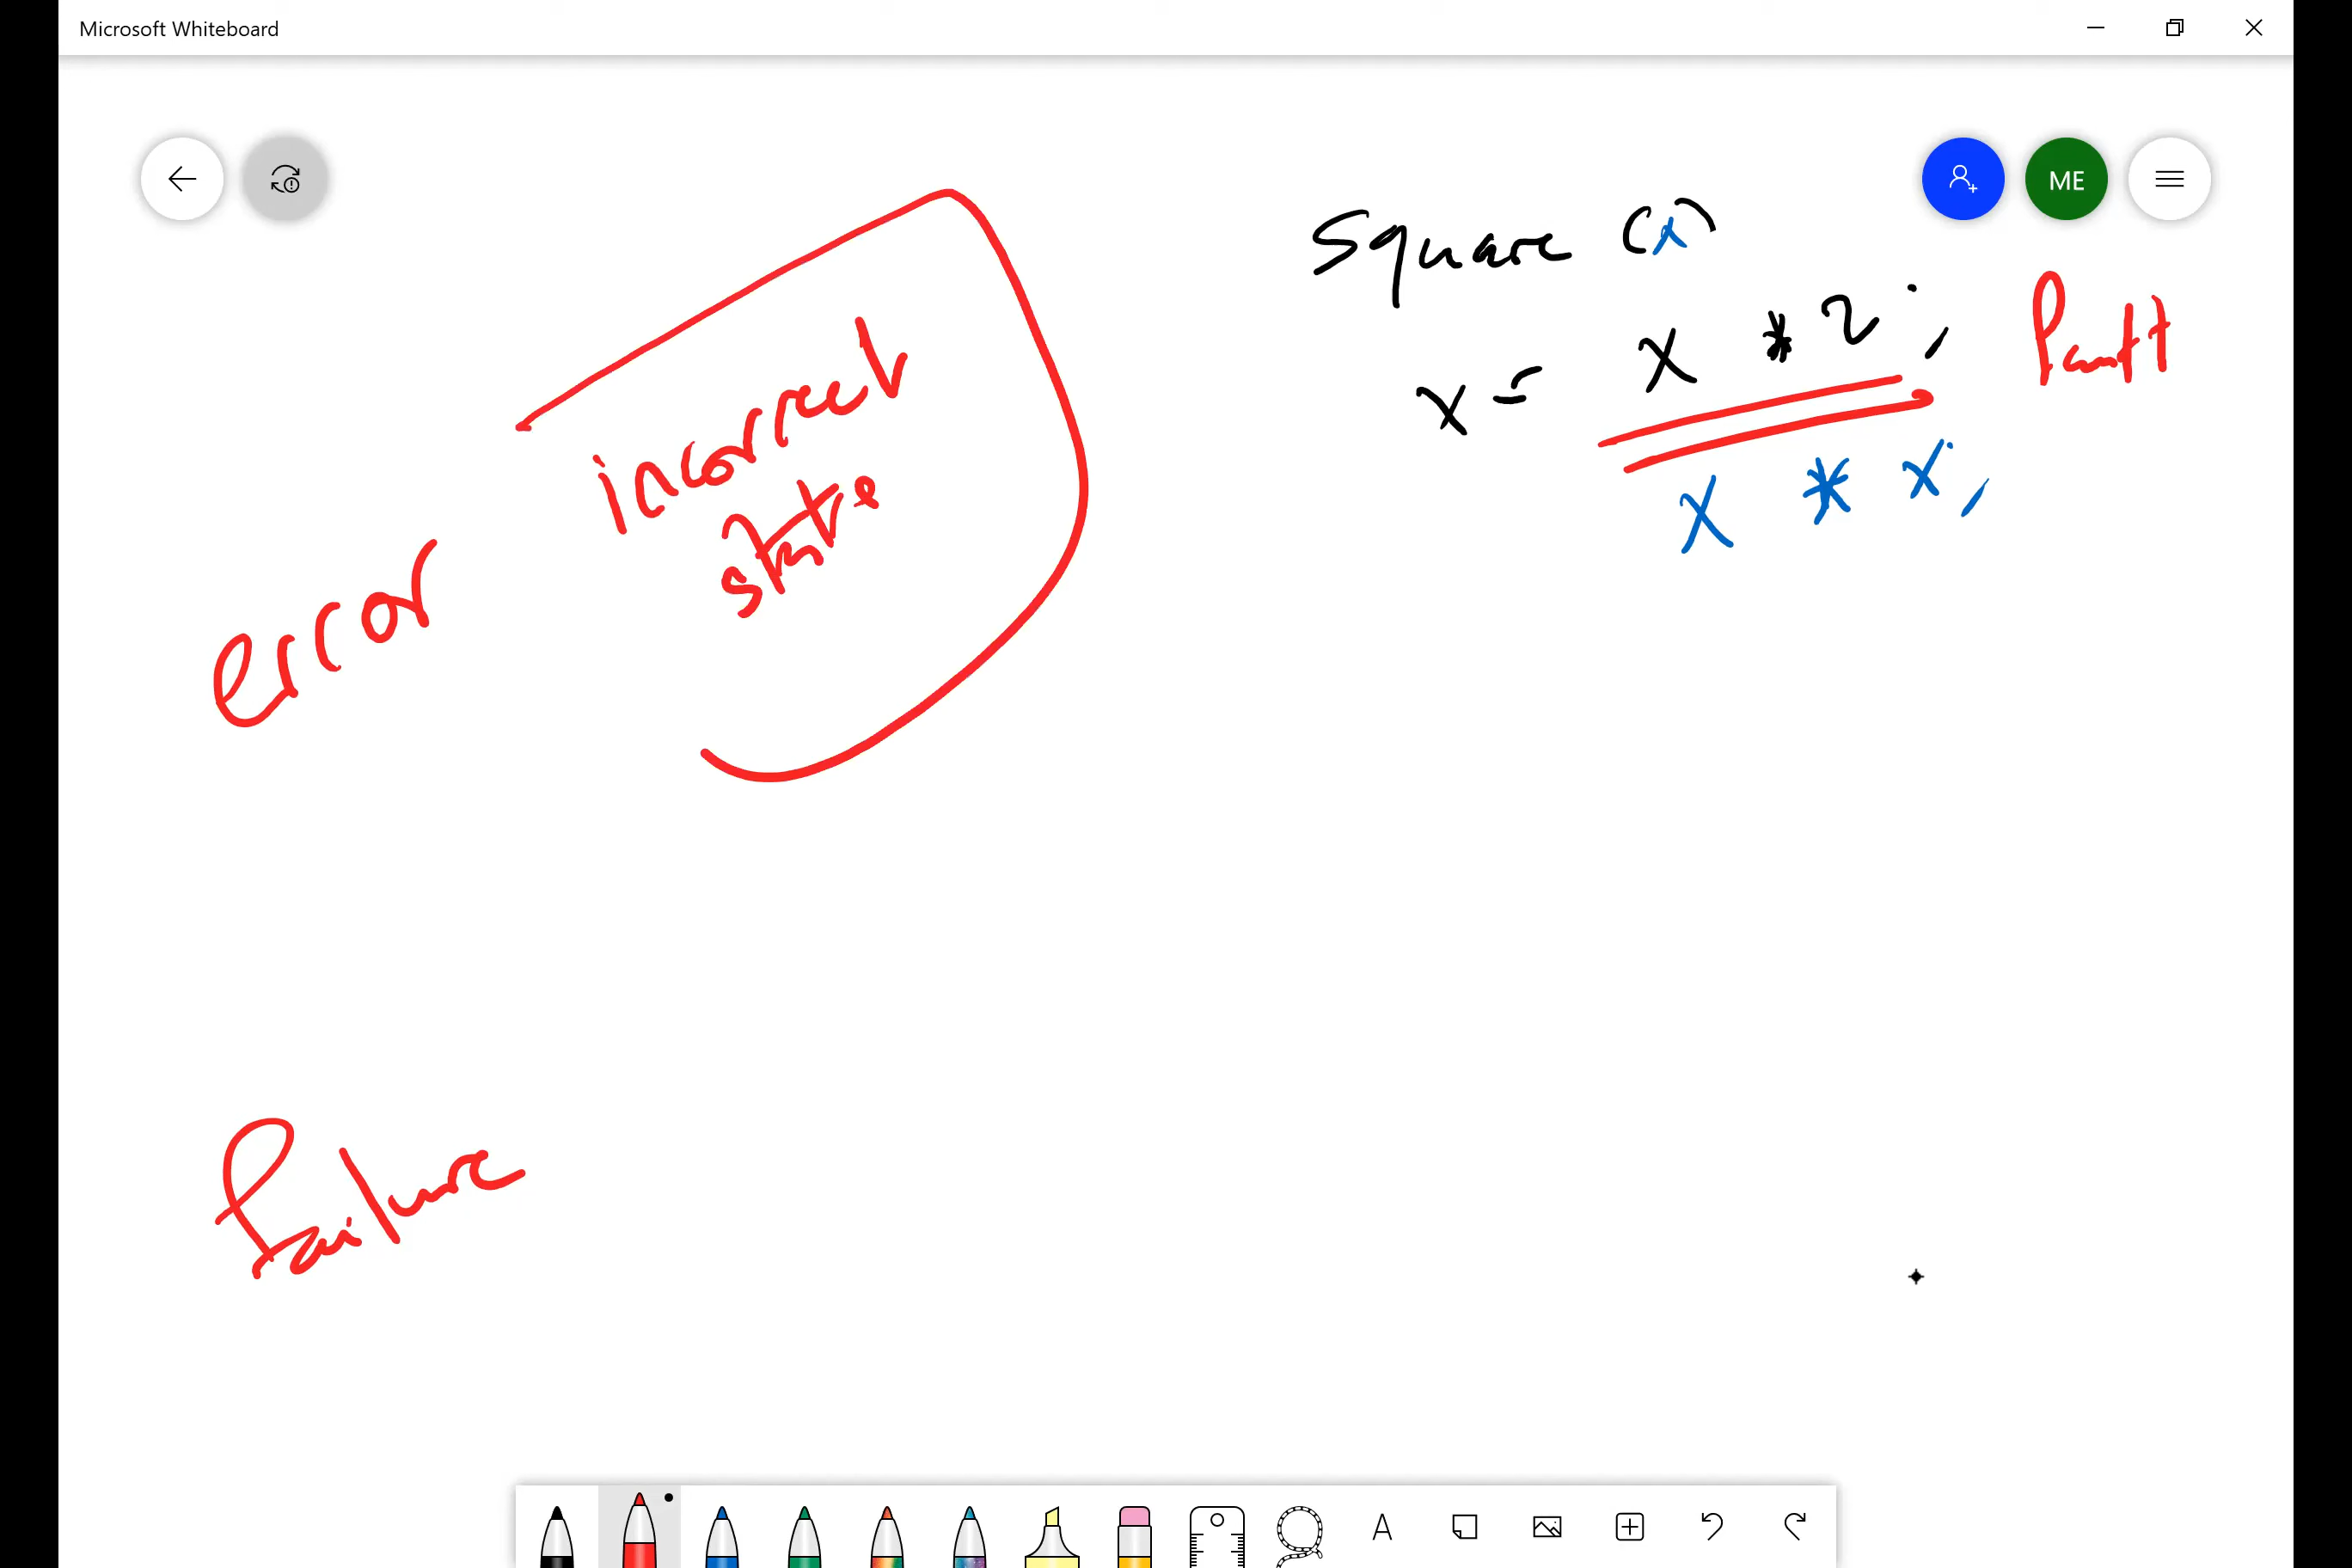 Microsoft Whiteboard
ME
Square (x)
x = x * 2 ; Fault
x * x ;
incorrect
state
error
Failure
A